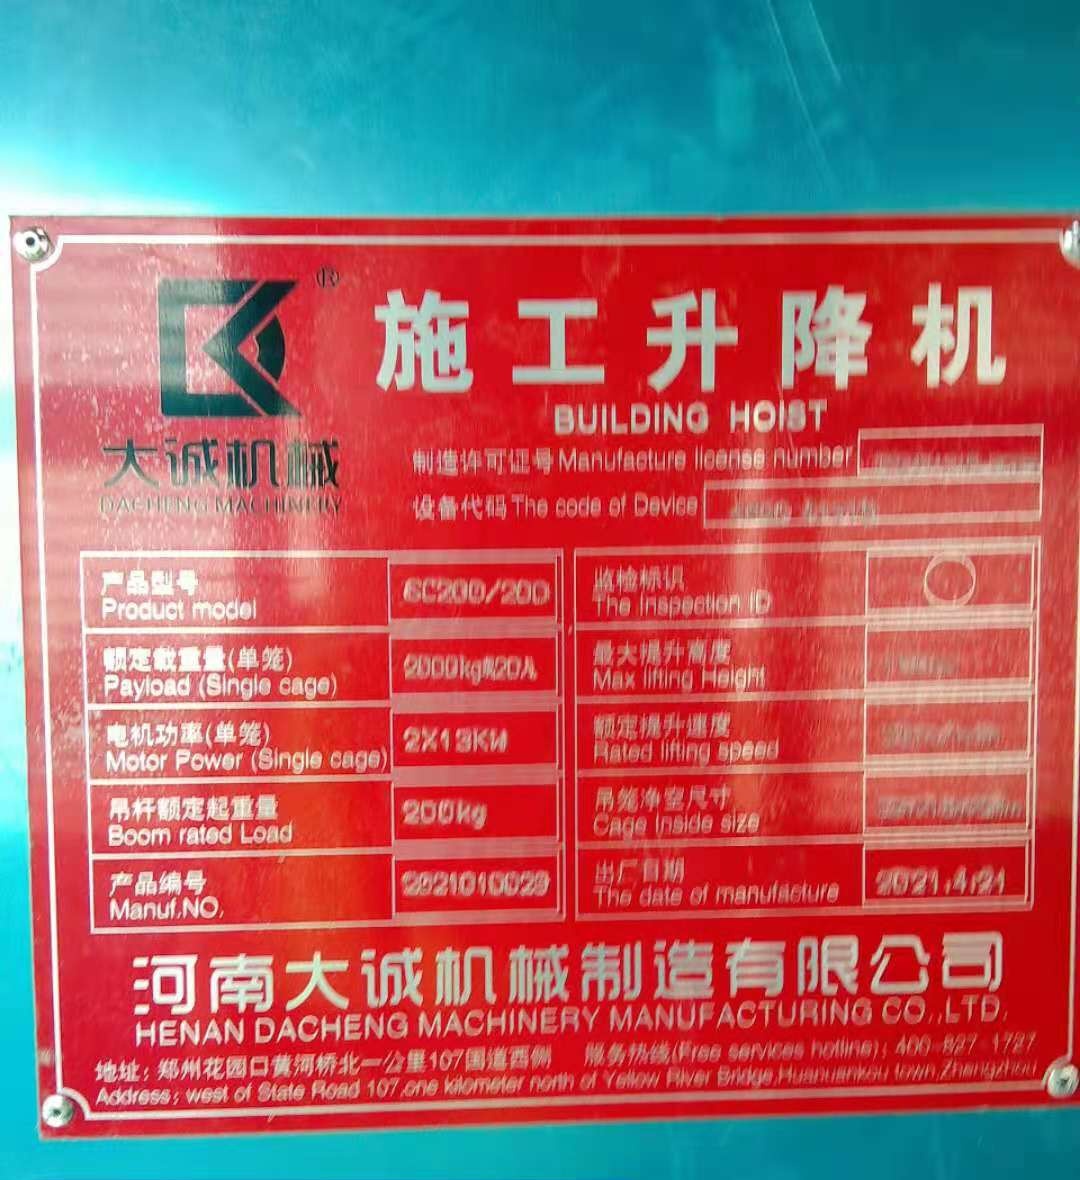 ®
施工升降机
BUILDING HOIST
大诚机械
DACHENG MACHINERY
制造许可证号 Manufacture license number
设备代码 The code of Device
产品型号
Product model
SC200/200
额定载重量(单笼)
Payload (Single cage)
2000kg或20人
电机功率(单笼)
Motor Power (Single cage)
2X13KW
吊杆额定起重量
Boom rated Load
200kg
产品编号
Manuf.NO.
2021010029
监检标识
The Inspection ID
最大提升高度
Max lifting Height
额定提升速度
Rated lifting speed
吊笼净空尺寸
Cage Inside size
出厂日期
The date of manufacture
2021.4.21
河南大诚机械制造有限公司
HENAN DACHENG MACHINERY MANUFACTURING CO.,LTD.
地址：郑州花园口黄河桥北一公里107国道西侧 服务热线(Free services hotline)：400-827-1727
Address：west of State Road 107,one kilometer north of Yellow River Bridge,Huayuankou town,Zhengzhou